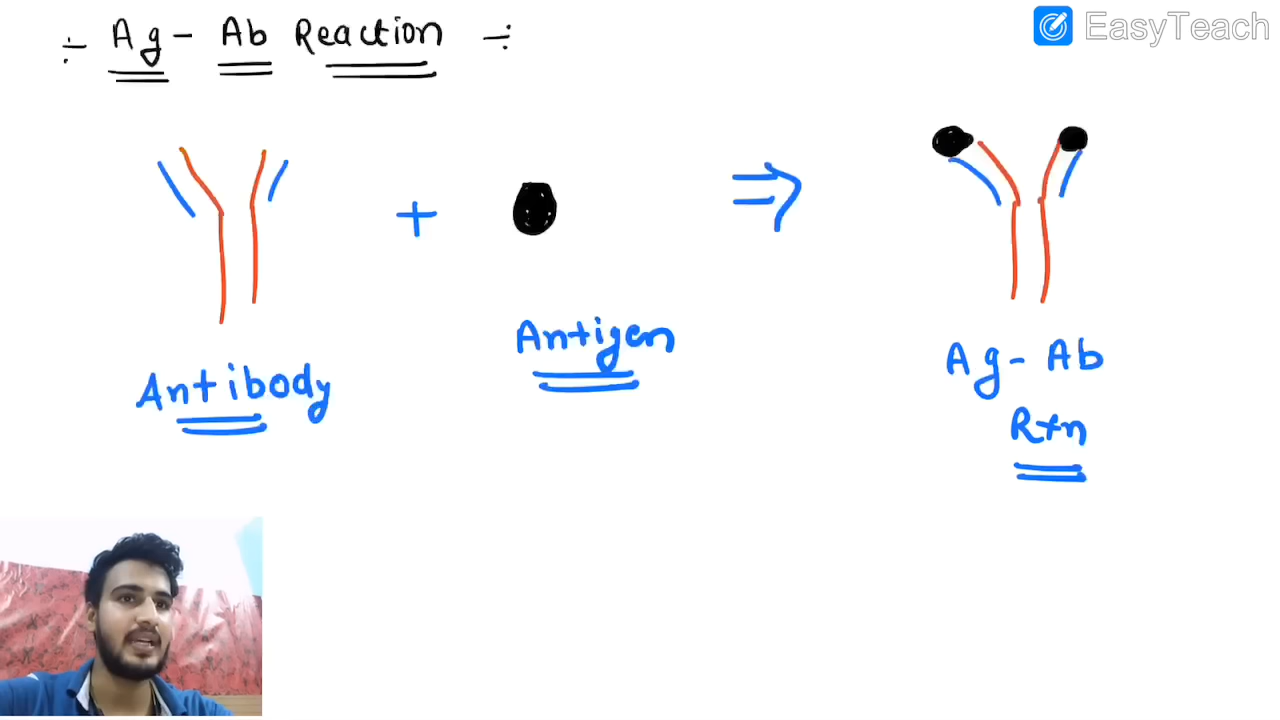 ÷ Ag - Ab Reaction ÷
EasyTeach
+
⇒
Antibody
Antigen
Ag - Ab
Rxn